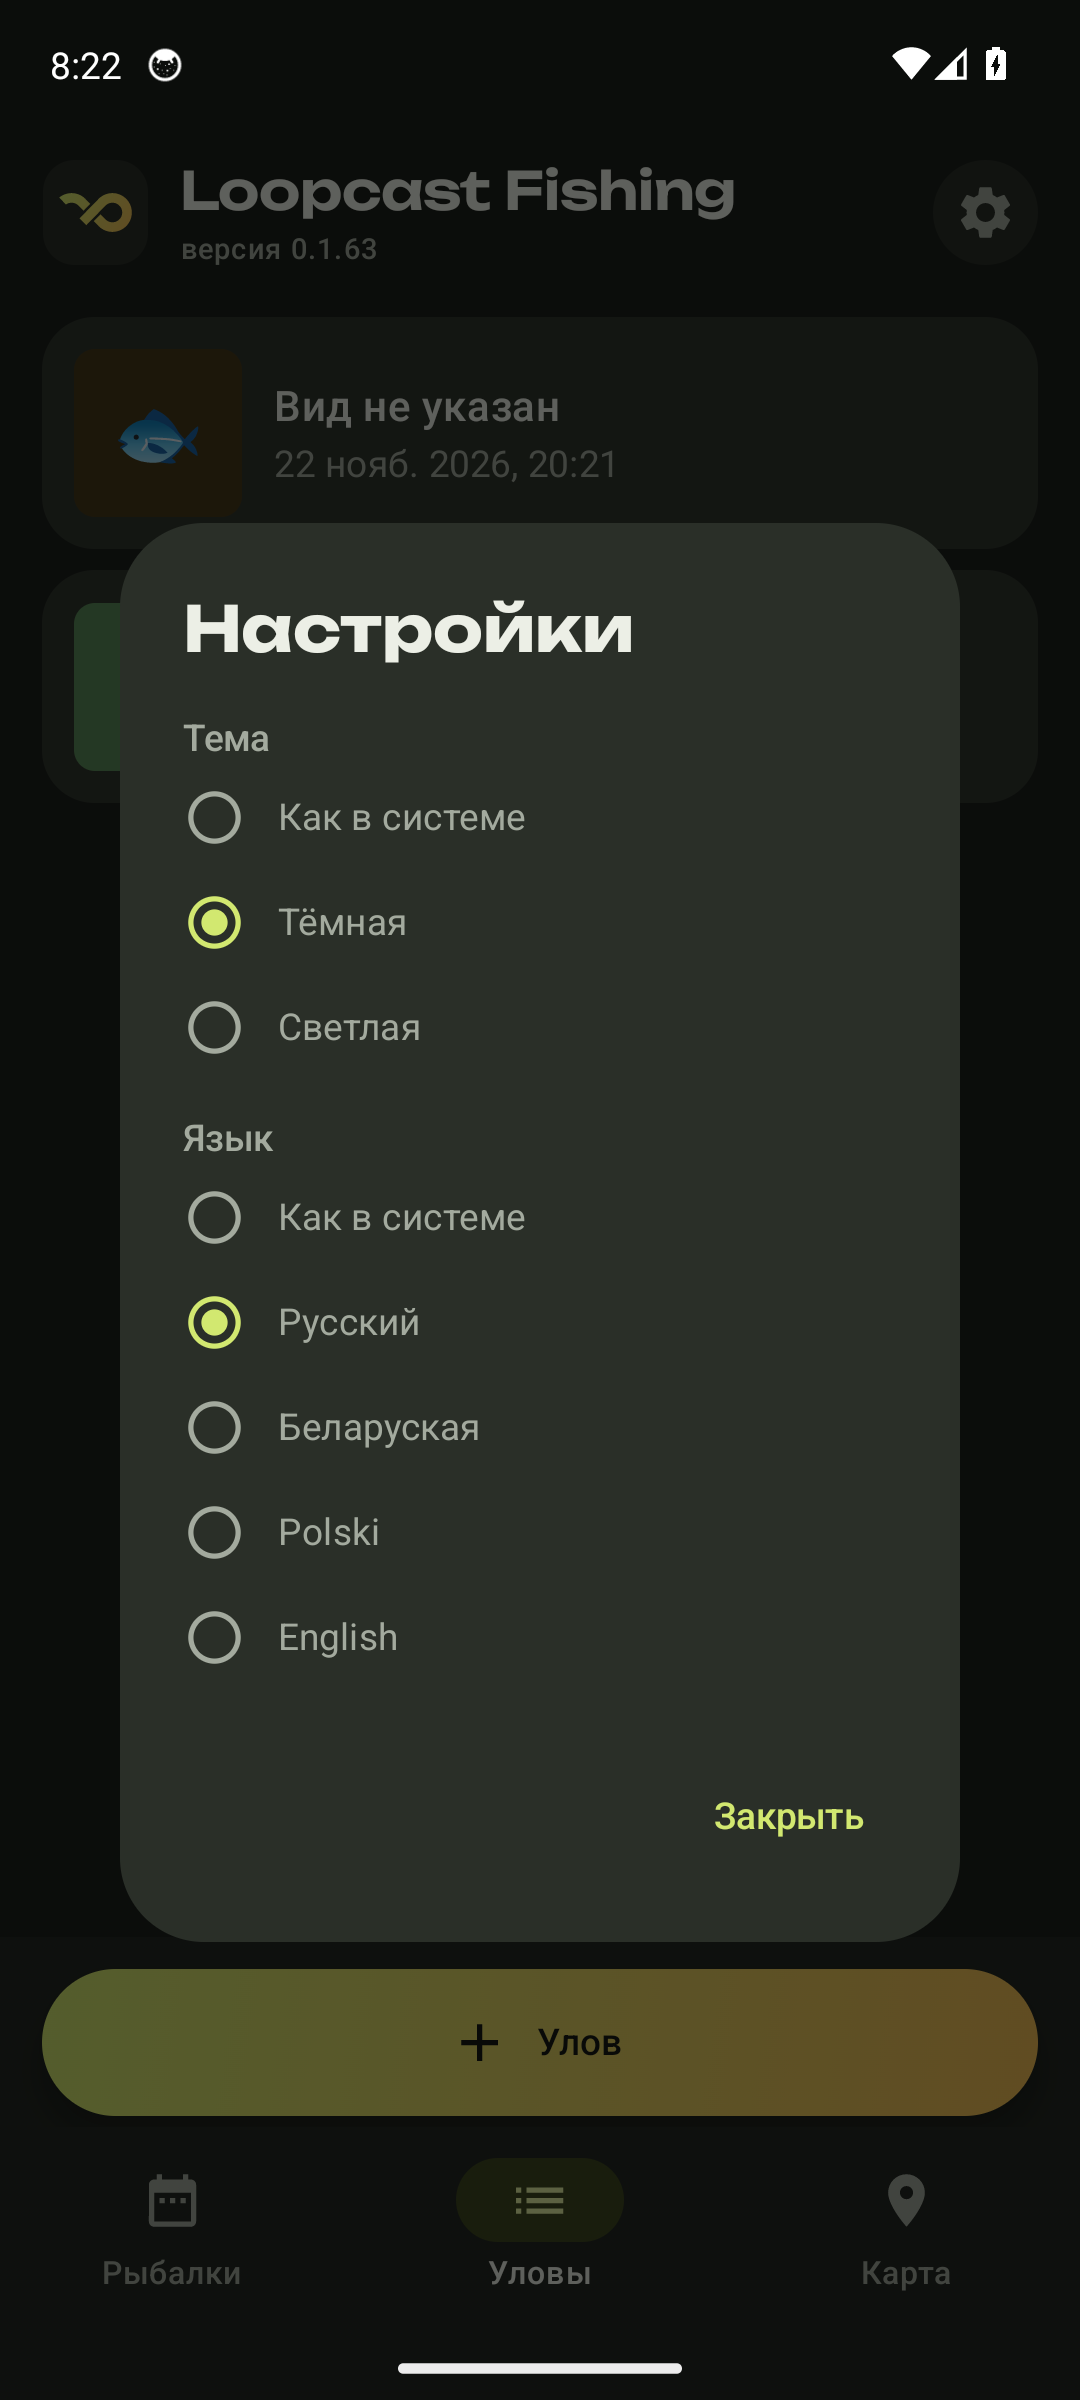 8:22
Loopcast Fishing
версия 0.1.63
Вид не указан
22 нояб. 2026, 20:21
Настройки
Тема
Как в системе
Тёмная
Светлая
Язык
Как в системе
Русский
Беларуская
Polski
English
Закрыть
Улов
Рыбалки
Уловы
Карта